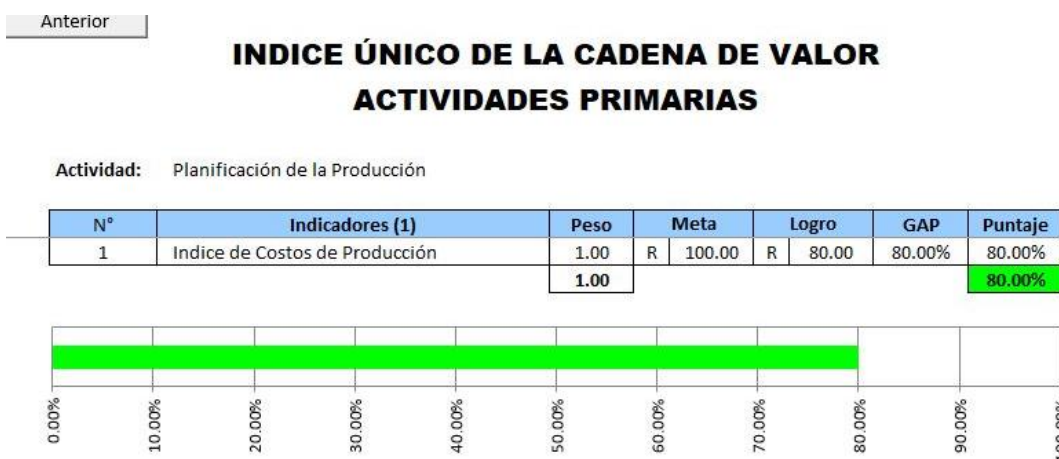 Anterior
INDICE ÚNICO DE LA CADENA DE VALOR
ACTIVIDADES PRIMARIAS
Actividad: Planificación de la Producción
N° Indicadores (1) Peso Meta Logro GAP Puntaje
1 Indice de Costos de Producción 1.00 R 100.00 R 80.00 80.00% 80.00%
1.00 80.00%
0.00% 10.00% 20.00% 30.00% 40.00% 50.00% 60.00% 70.00% 80.00% 90.00%